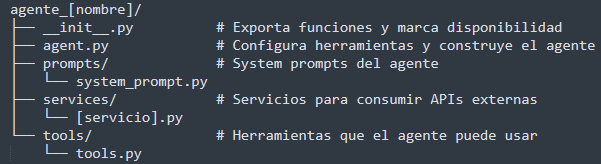 agente_[nombre]/
├── __init__.py          # Exporta funciones y marca disponibilidad
├── agent.py             # Configura herramientas y construye el agente
├── prompts/             # System prompts del agente
│   └── system_prompt.py
├── services/            # Servicios para consumir APIs externas
│   └── [servicio].py
└── tools/               # Herramientas que el agente puede usar
    └── tools.py